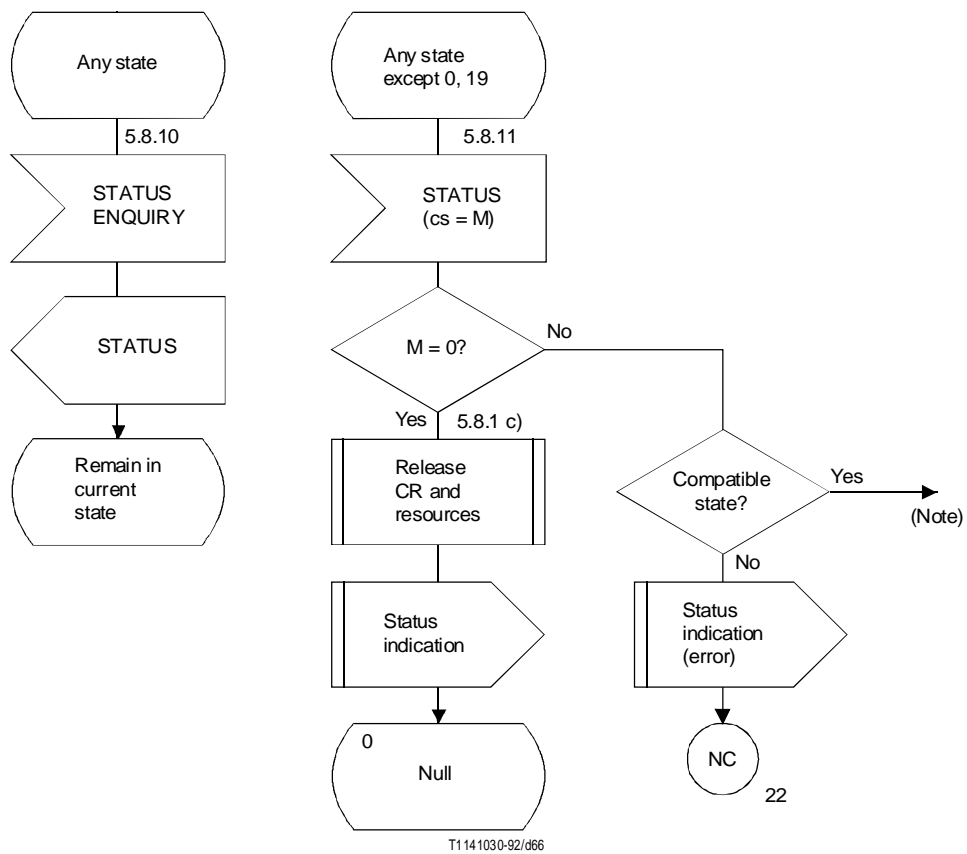 Any state
5.8.10
STATUS
ENQUIRY
STATUS
Remain in
current
state
Any state
except 0, 19
5.8.11
STATUS
(cs = M)
M = 0?
No
Yes
5.8.1 c)
Release
CR and
resources
Status
indication
0
Null
Compatible
state?
Yes
(Note)
No
Status
indication
(error)
NC
22
T1141030-92/d66